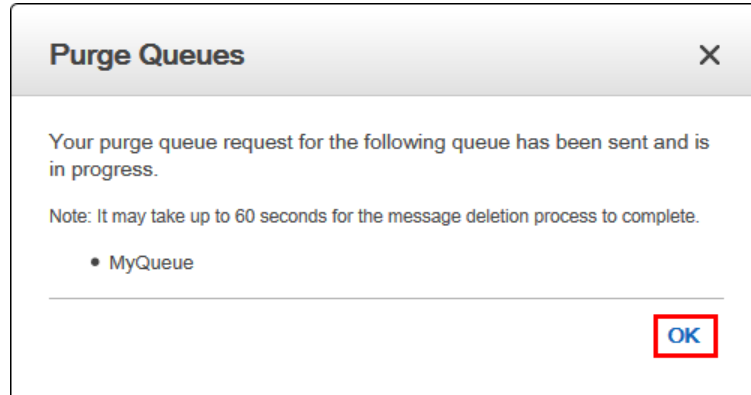 Purge Queues
Your purge queue request for the following queue has been sent and is
in progress.
Note: It may take up to 60 seconds for the message deletion process to complete.
• MyQueue
OK